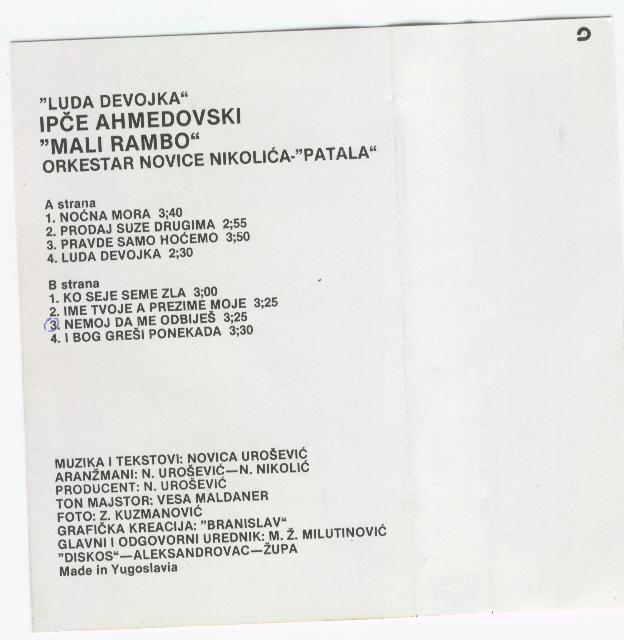 "LUDA DEVOJKA"
IPČE AHMEDOVSKI
"MALI RAMBO"
ORKESTAR NOVICE NIKOLIĆA-"PATALA"
A strana
1. NOĆNA MORA 3;40
2. PRODAJ SUZE DRUGIMA 2;55
3. PRAVDE SAMO HOĆEMO 3;50
4. LUDA DEVOJKA 2;30
B strana
1. KO SEJE SEME ZLA 3;00
2. IME TVOJE A PREZIME MOJE 3;25
3. NEMOJ DA ME ODBIJEŠ 3;25
4. I BOG GREŠI PONEKADA 3;30
MUZIKA I TEKSTOVI: NOVICA UROŠEVIĆ
ARANŽMANI: N. UROŠEVIĆ—N. NIKOLIĆ
PRODUCENT: N. UROŠEVIĆ
TON MAJSTOR: VESA MALDANER
FOTO: Z. KUZMANOVIĆ
GRAFIČKA KREACIJA: "BRANISLAV"
GLAVNI I ODGOVORNI UREDNIK: M. Ž. MILUTINOVIĆ
"DISKOS"—ALEKSANDROVAC—ŽUPA
Made in Yugoslavia